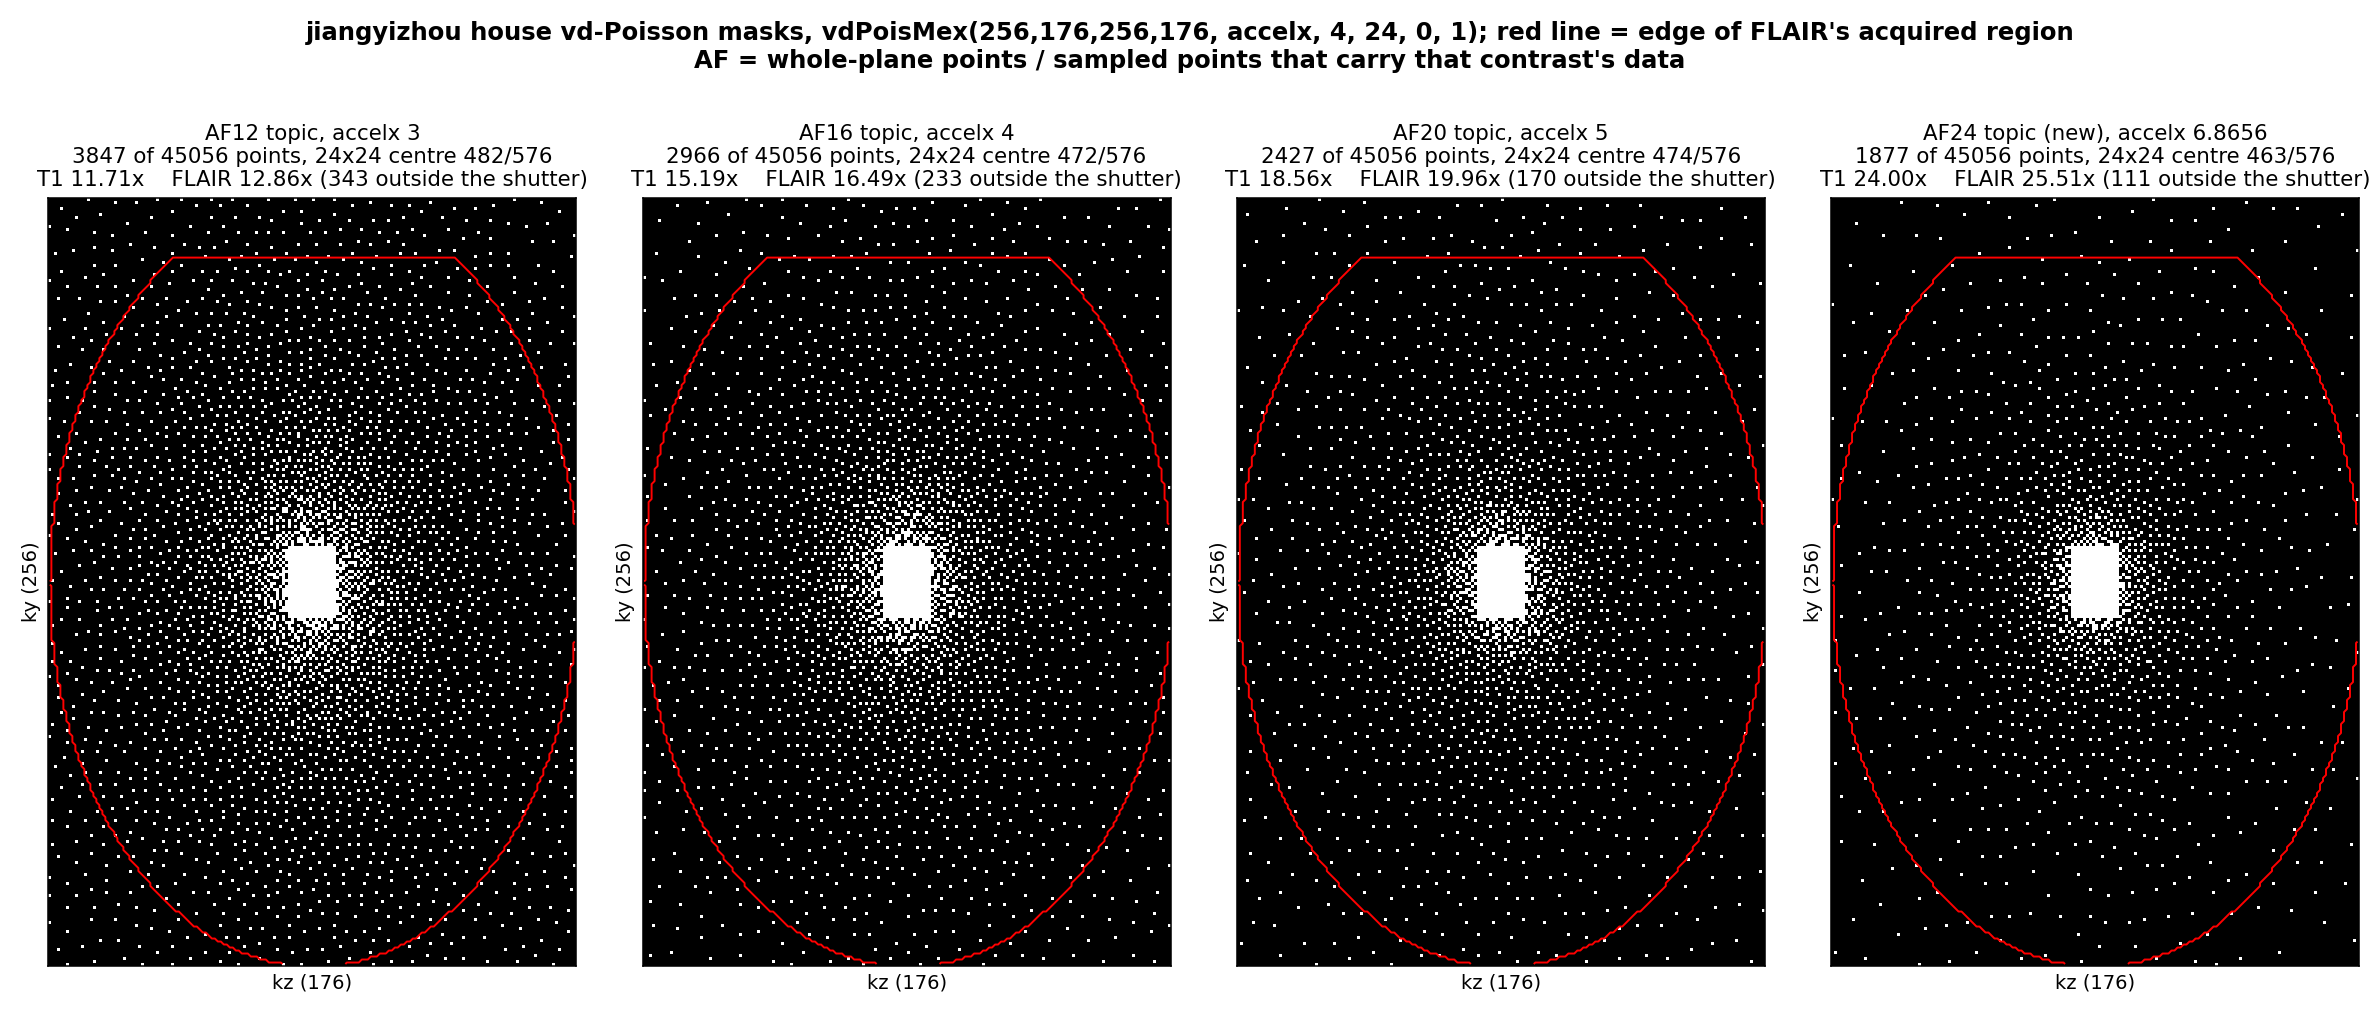 jiangyizhou house vd-Poisson masks, vdPoisMex(256,176,256,176, accelx, 4, 24, 0, 1); red line = edge of FLAIR's acquired region
AF = whole-plane points / sampled points that carry that contrast's data
AF12 topic, accelx 3
3847 of 45056 points, 24x24 centre 482/576
T1 11.71x    FLAIR 12.86x (343 outside the shutter)
ky (256)
kz (176)
AF16 topic, accelx 4
2966 of 45056 points, 24x24 centre 472/576
T1 15.19x    FLAIR 16.49x (233 outside the shutter)
ky (256)
kz (176)
AF20 topic, accelx 5
2427 of 45056 points, 24x24 centre 474/576
T1 18.56x    FLAIR 19.96x (170 outside the shutter)
ky (256)
kz (176)
AF24 topic (new), accelx 6.8656
1877 of 45056 points, 24x24 centre 463/576
T1 24.00x    FLAIR 25.51x (111 outside the shutter)
ky (256)
kz (176)